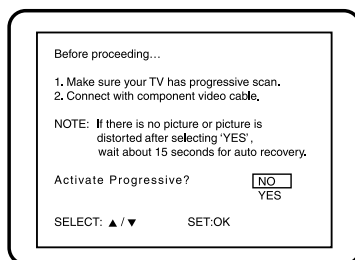 Before proceeding...
1. Make sure your TV has progressive scan.
2. Connect with component video cable.
NOTE: If there is no picture or picture is
distorted after selecting 'YES',
wait about 15 seconds for auto recovery.
Activate Progressive? NO
YES
SELECT: ▲ / ▼ SET:OK